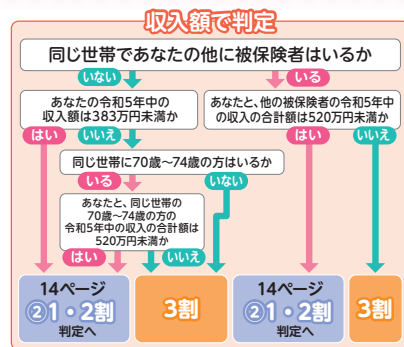 収入額で判定
同じ世帯であなたの他に被保険者はいるか
いない
いる
あなたの令和5年中の
収入額は383万円未満か
あなたと、他の被保険者の令和5年中
の収入の合計額は520万円未満か
はい
いいえ
はい
いいえ
同じ世帯に70歳～74歳の方はいるか
いる
いない
あなたと、同じ世帯の
70歳～74歳の方の
令和5年中の収入の合計額は
520万円未満か
はい
いいえ
14ページ
②1・2割
判定へ
3割
14ページ
②1・2割
判定へ
3割